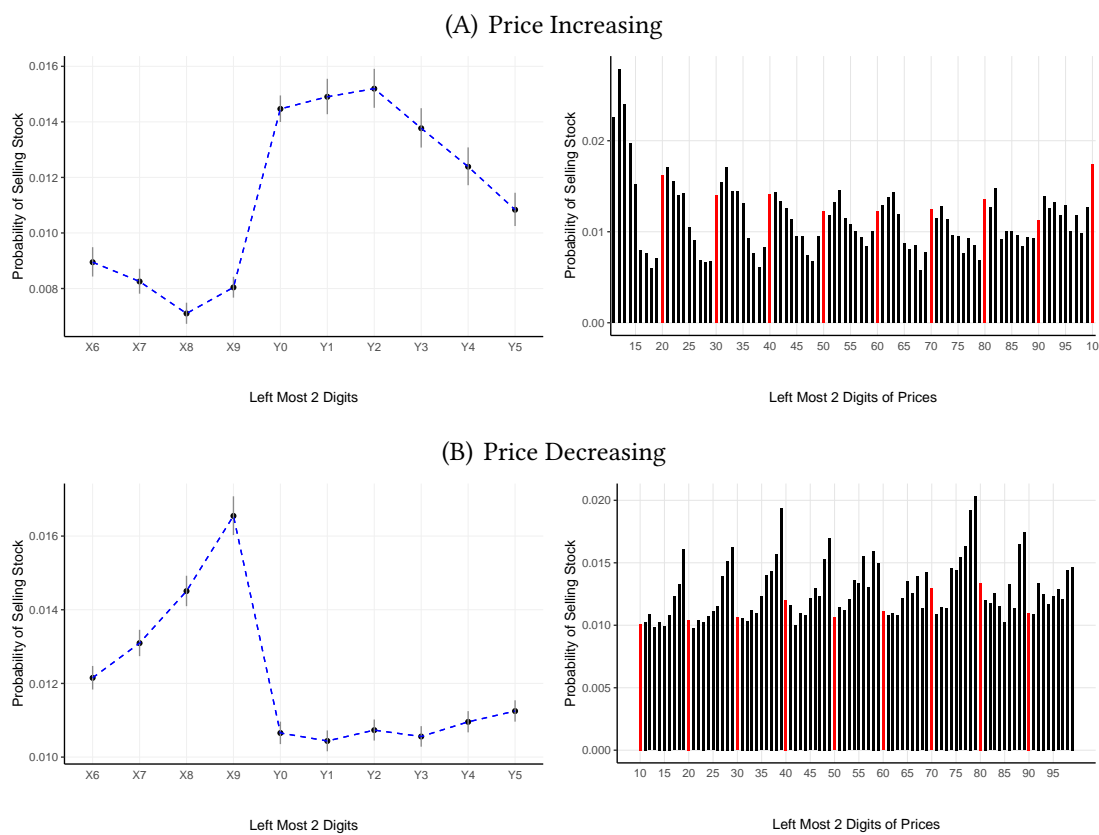 (A) Price Increasing
Probability of Selling Stock
0.016
0.014
0.012
0.010
0.008
X6 X7 X8 X9 Y0 Y1 Y2 Y3 Y4 Y5
Left Most 2 Digits
Probability of Selling Stock
0.02
0.01
0.00
15 20 25 30 35 40 45 50 55 60 65 70 75 80 85 90 95 10
Left Most 2 Digits of Prices
(B) Price Decreasing
Probability of Selling Stock
0.016
0.014
0.012
0.010
X6 X7 X8 X9 Y0 Y1 Y2 Y3 Y4 Y5
Left Most 2 Digits
Probability of Selling Stock
0.020
0.015
0.010
0.005
0.000
10 15 20 25 30 35 40 45 50 55 60 65 70 75 80 85 90 95
Left Most 2 Digits of Prices